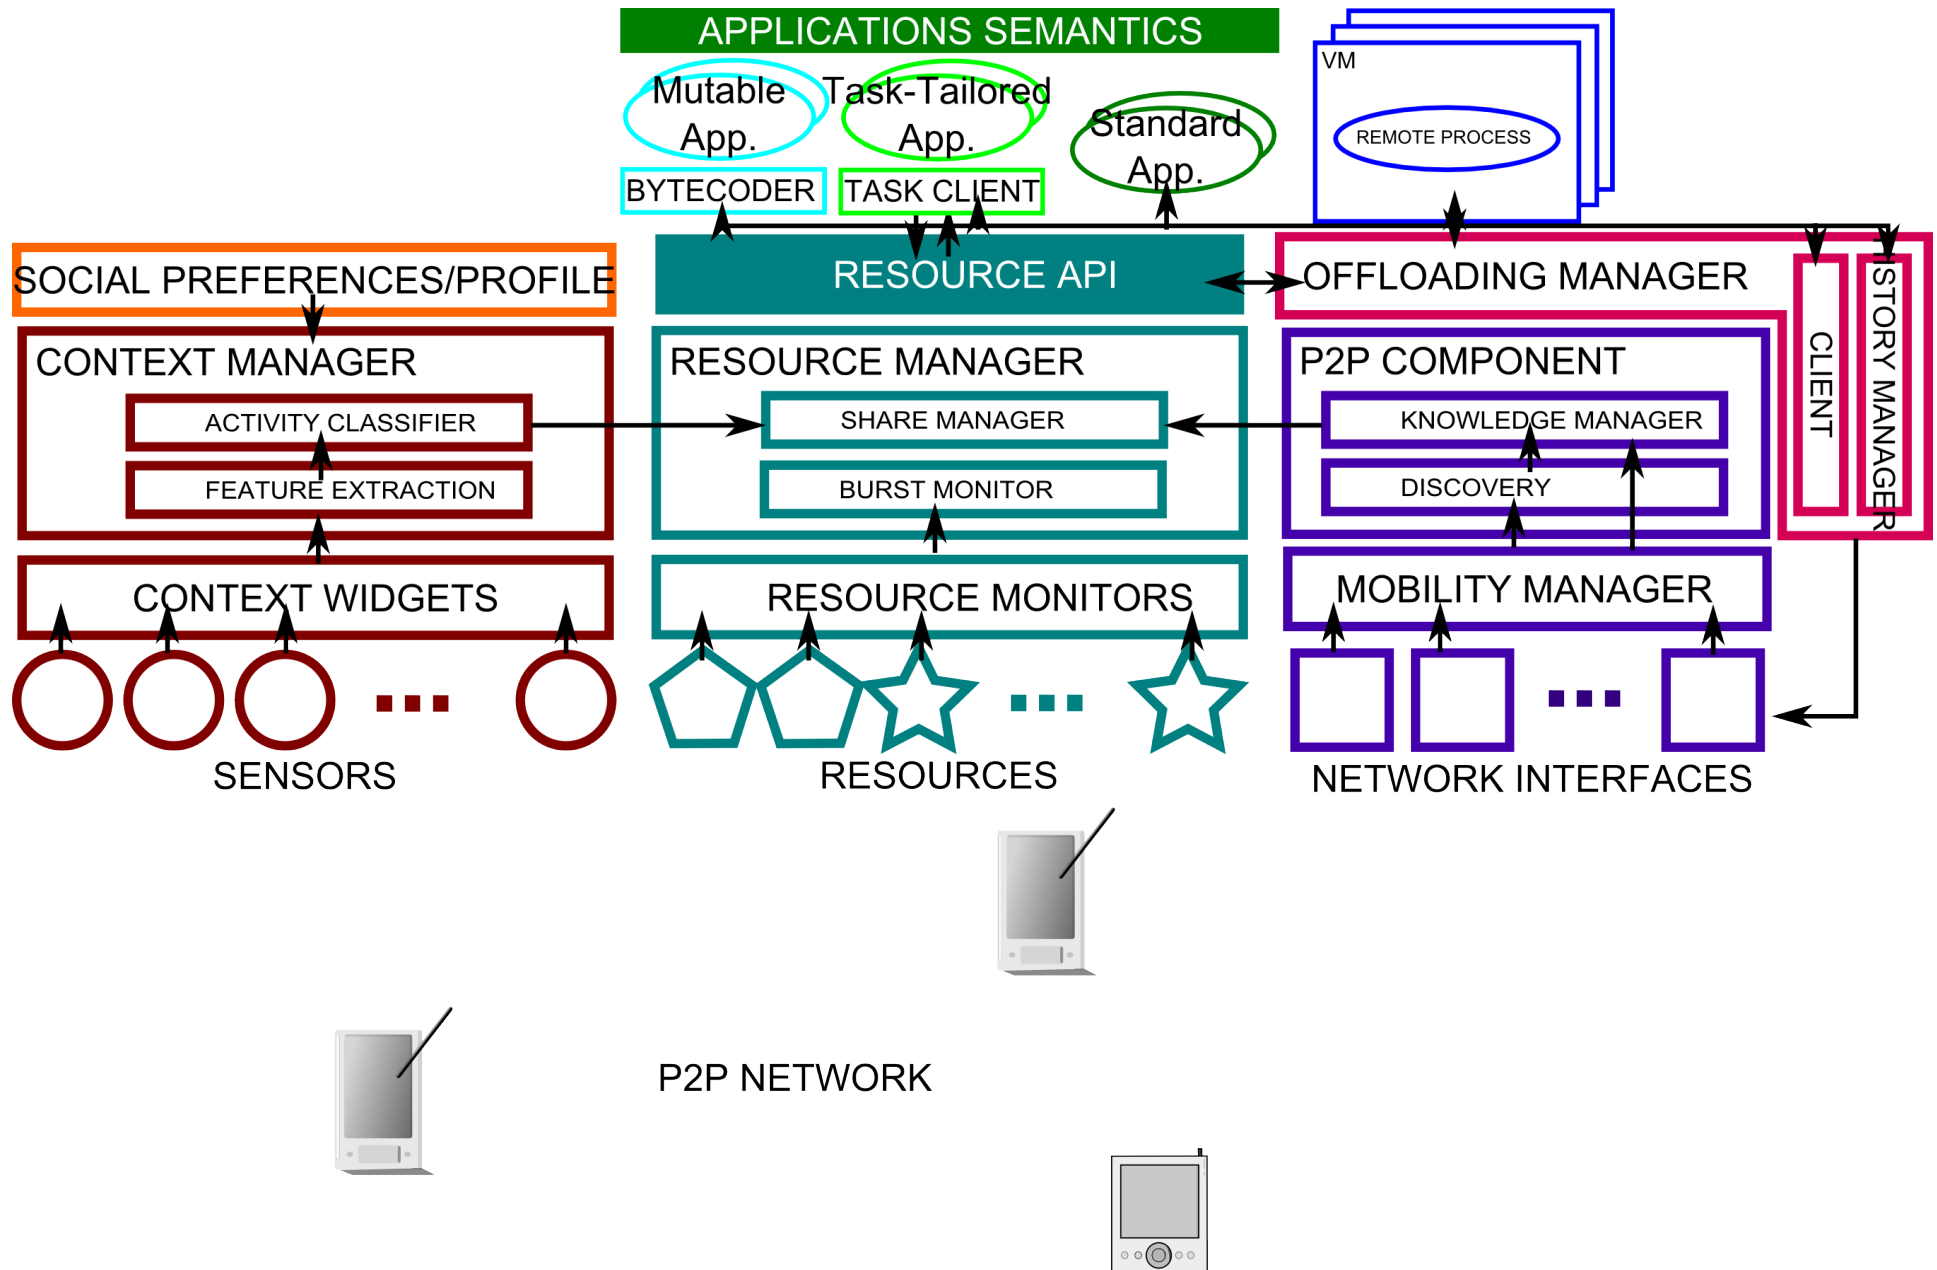 APPLICATIONS SEMANTICS
VM
Mutable
App.
Task-Tailored
App.
Standard
App.
REMOTE PROCESS
BYTECODER
TASK CLIENT
SOCIAL PREFERENCES/PROFILE
RESOURCE API
OFFLOADING MANAGER
CLIENT
HISTORY MANAGER
CONTEXT MANAGER
ACTIVITY CLASSIFIER
FEATURE EXTRACTION
RESOURCE MANAGER
SHARE MANAGER
BURST MONITOR
P2P COMPONENT
KNOWLEDGE MANAGER
DISCOVERY
CONTEXT WIDGETS
RESOURCE MONITORS
MOBILITY MANAGER
SENSORS
RESOURCES
NETWORK INTERFACES
P2P NETWORK